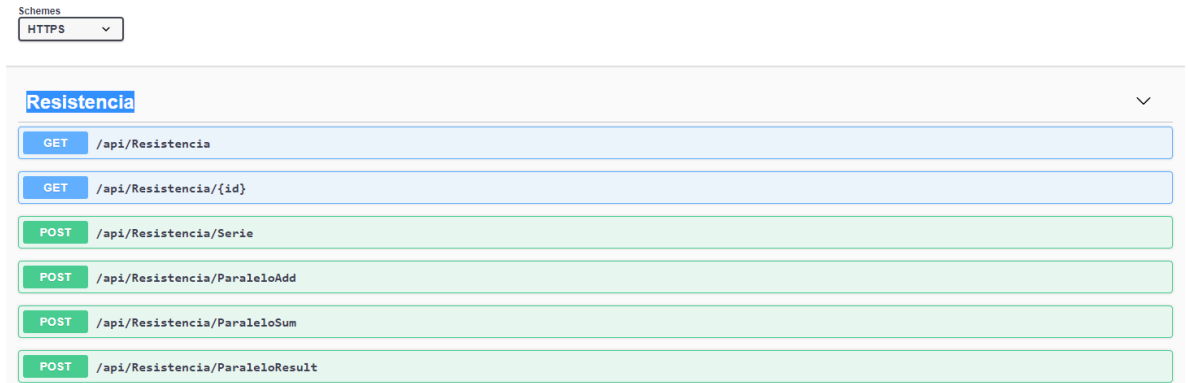 Schemes
HTTPS
Resistencia
GET /api/Resistencia
GET /api/Resistencia/{id}
POST /api/Resistencia/Serie
POST /api/Resistencia/ParaleloAdd
POST /api/Resistencia/ParaleloSum
POST /api/Resistencia/ParaleloResult